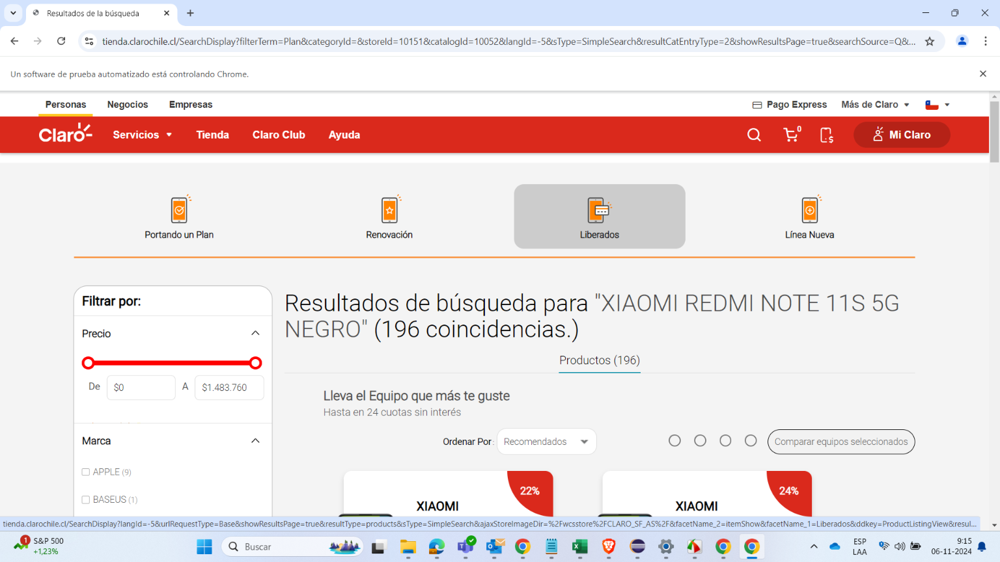 Resultados de la búsqueda
tienda.clarochile.cl/SearchDisplay?filterTerm=Plan&categoryId=&storeId=10151&catalogId=10052&langId=-5&sType=SimpleSearch&resultCatEntryType=2&showResultsPage=true&searchSource=Q&...
Un software de prueba automatizado está controlando Chrome.
Personas Negocios Empresas Pago Express Más de Claro
Claro Servicios Tienda Claro Club Ayuda 0 Mi Claro
Portando un Plan Renovación Liberados Línea Nueva
Filtrar por:
Precio
De $0 A $1.483.760
Marca
APPLE (9)
BASEUS (1)
Resultados de búsqueda para "XIAOMI REDMI NOTE 11S 5G
NEGRO" (196 coincidencias.)
Productos (196)
Lleva el Equipo que más te guste
Hasta en 24 cuotas sin interés
Ordenar Por: Recomendados Comparar equipos seleccionados
22% 24%
XIAOMI XIAOMI
tienda.clarochile.cl/SearchDisplay?langId=-5&urlRequestType=Base&showResultsPage=true&resultType=products&sType=SimpleSearch&ajaxStoreImageDir=%2Fwcsstore%2FCLARO_SF_AS%2F&facetName_2=itemShow&facetName_1=Liberados&ddkey=ProductListingView&resul...
1 S&P 500
+1,23%
Buscar
ESP
LAA
9:15
06-11-2024